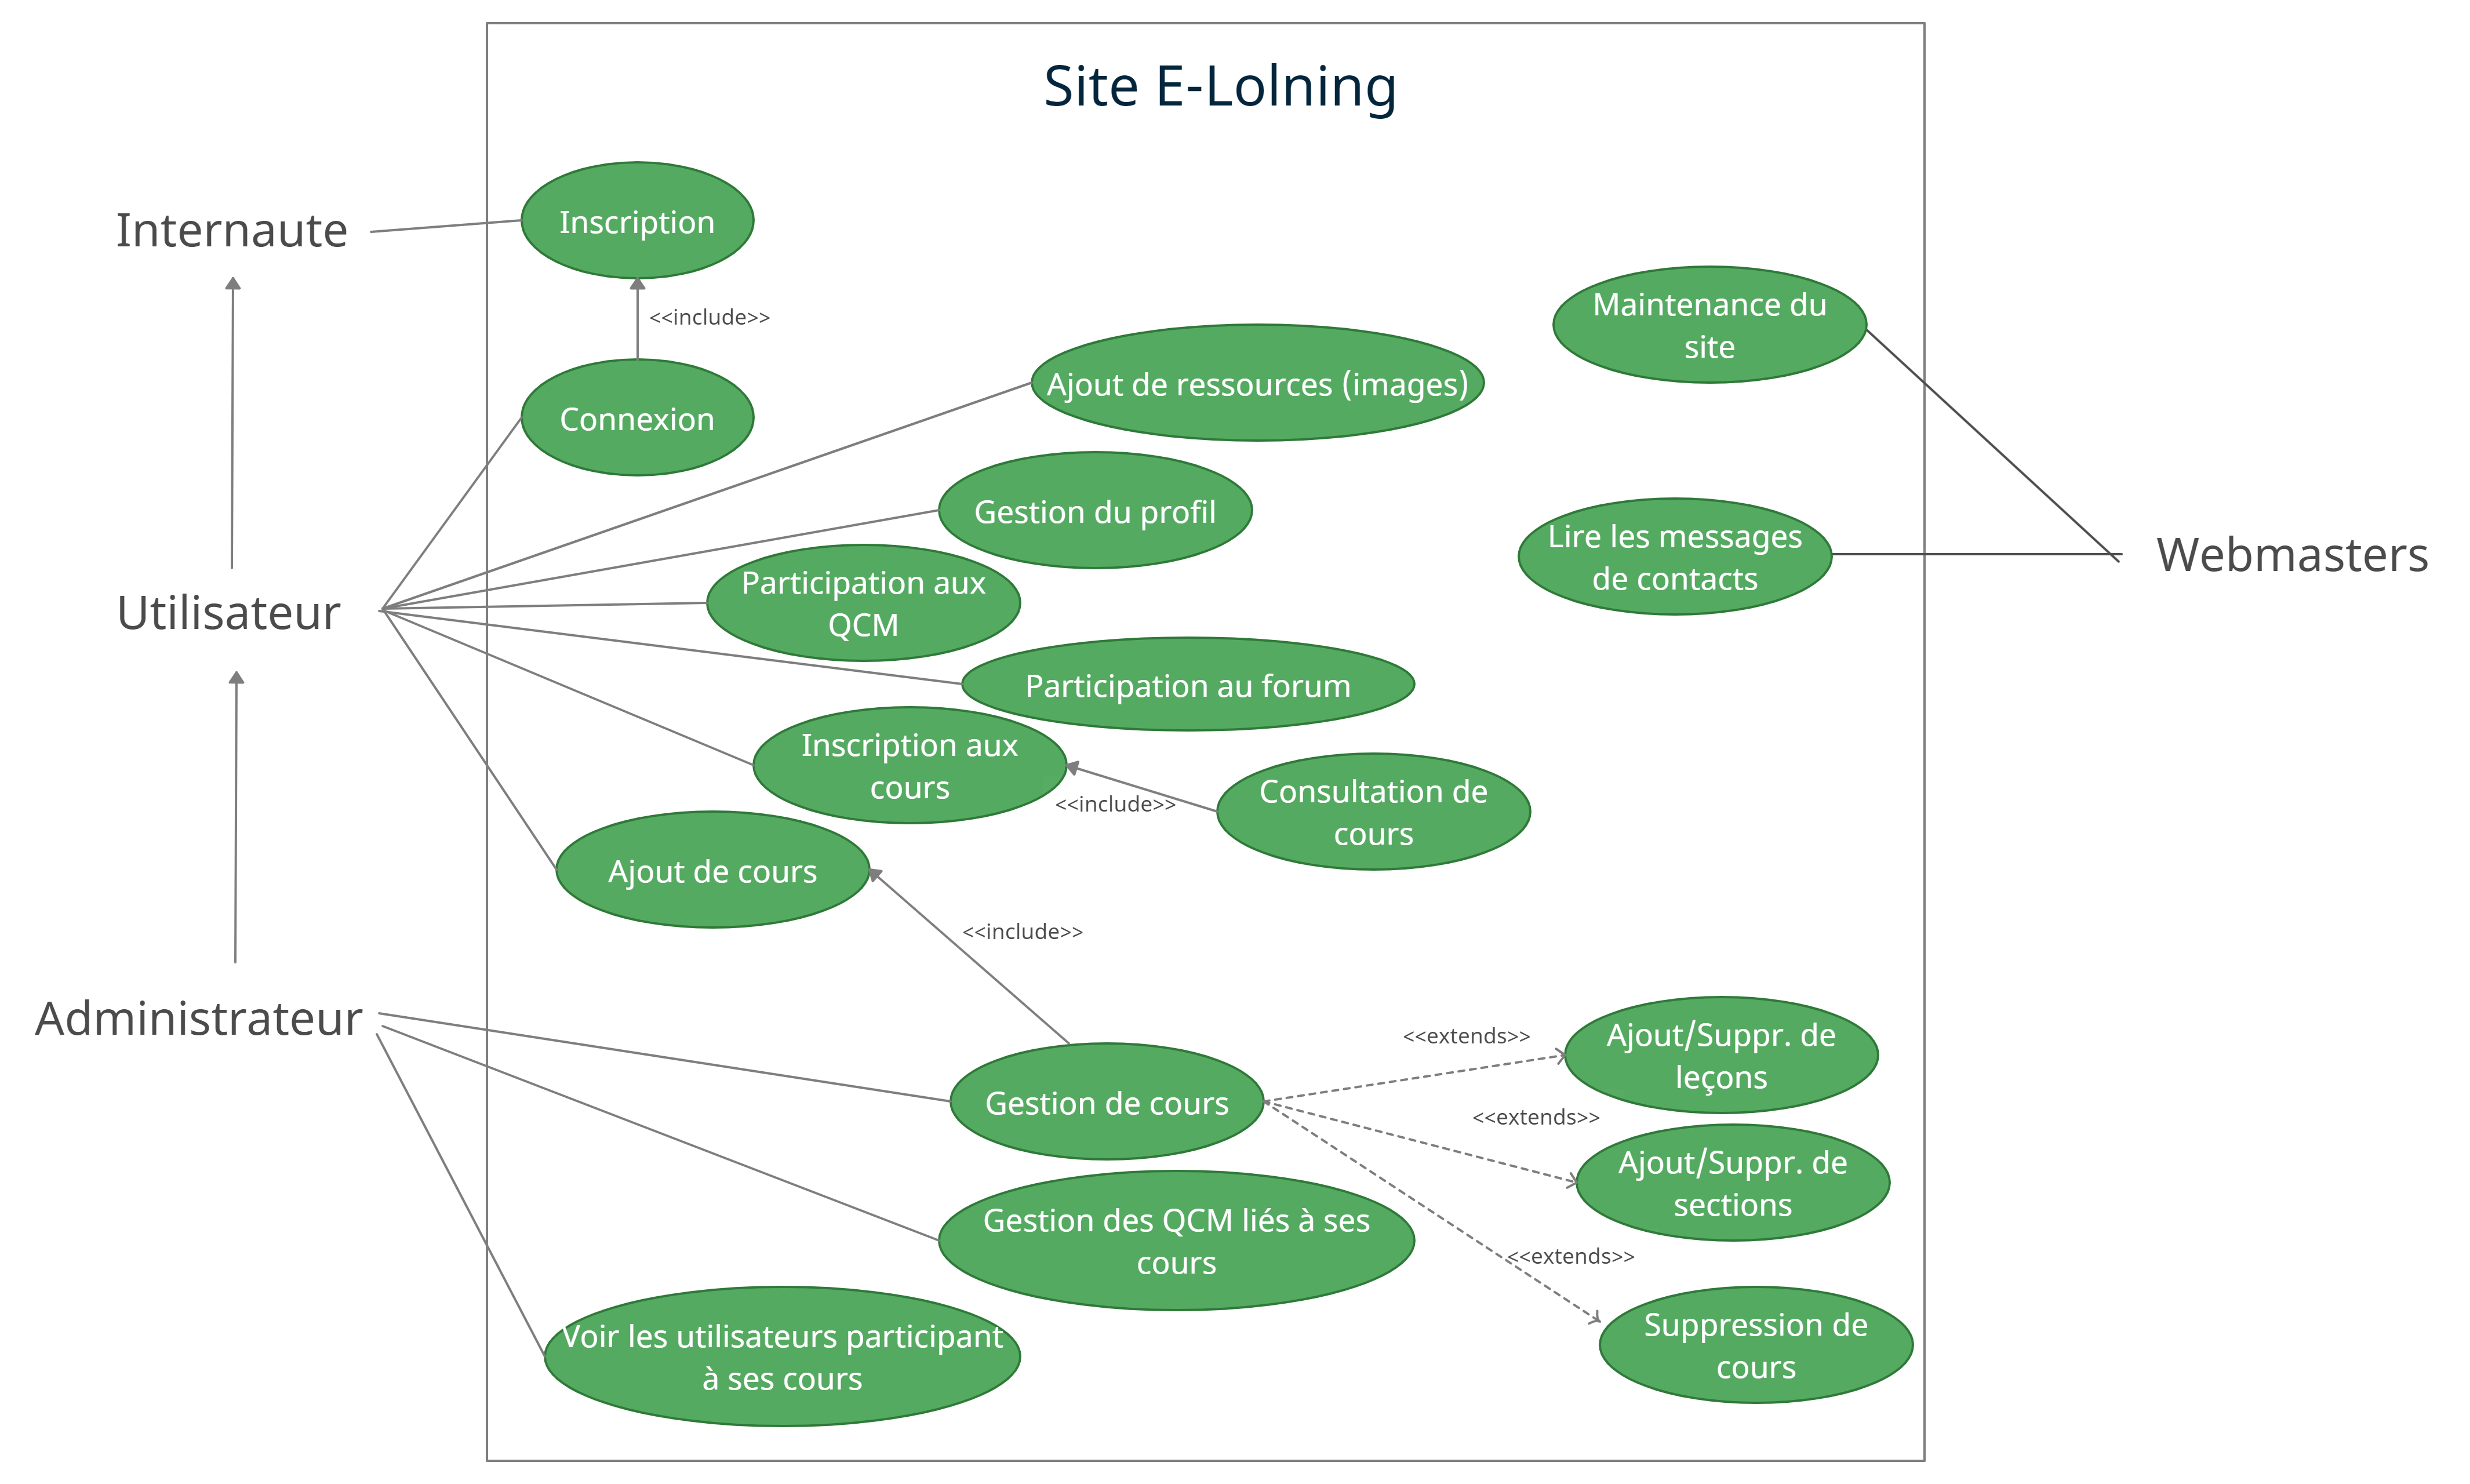 Site E-Lolning
Internaute
Inscription
<<include>>
Connexion
Maintenance du
site
Ajout de ressources (images)
Gestion du profil
Lire les messages
de contacts
Webmasters
Utilisateur
Participation aux
QCM
Participation au forum
Inscription aux
cours
<<include>>
Consultation de
cours
Ajout de cours
<<include>>
Administrateur
Gestion de cours
<<extends>>
Ajout/Suppr. de
leçons
<<extends>>
Ajout/Suppr. de
sections
Gestion des QCM liés à ses
cours
<<extends>>
Suppression de
cours
Voir les utilisateurs participant
à ses cours